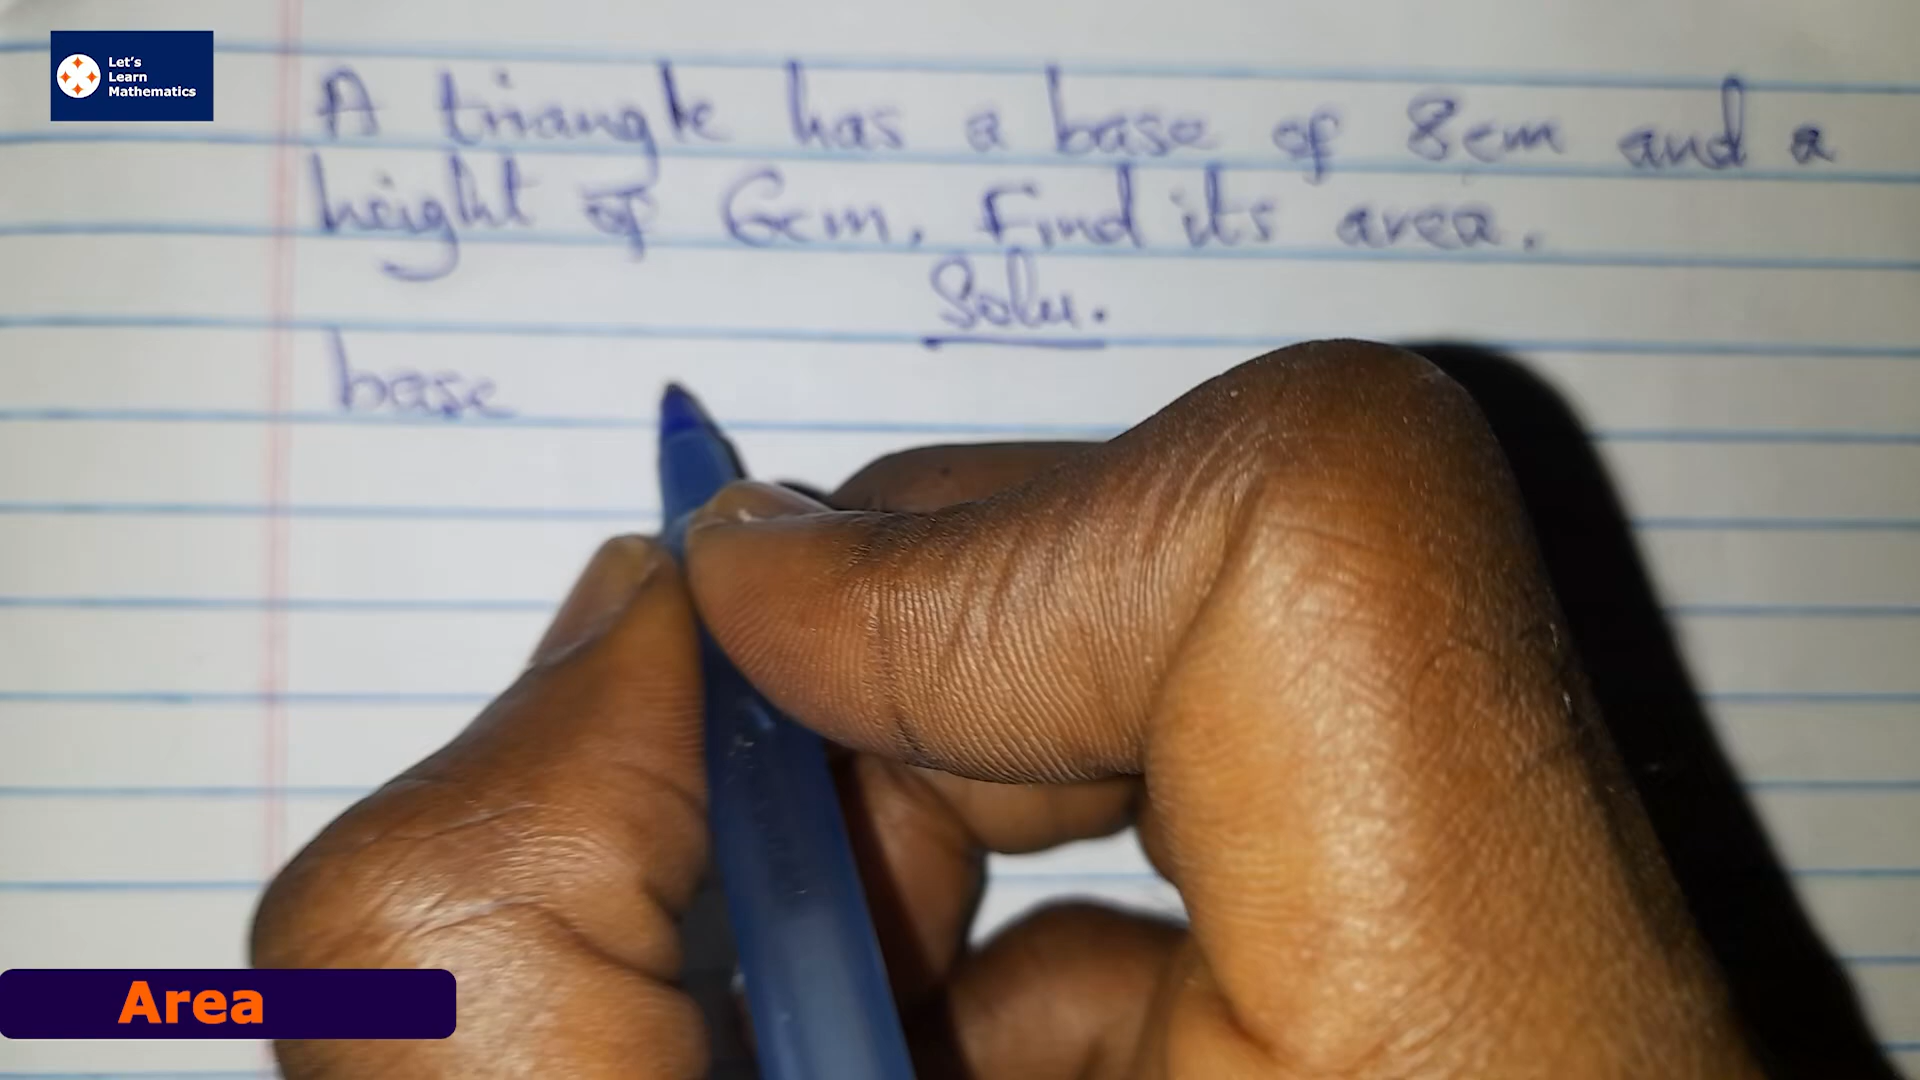 Let's
Learn
Mathematics
A triangle has a base of 8cm and a
height of 6cm. Find its area.
Solu.
base
Area